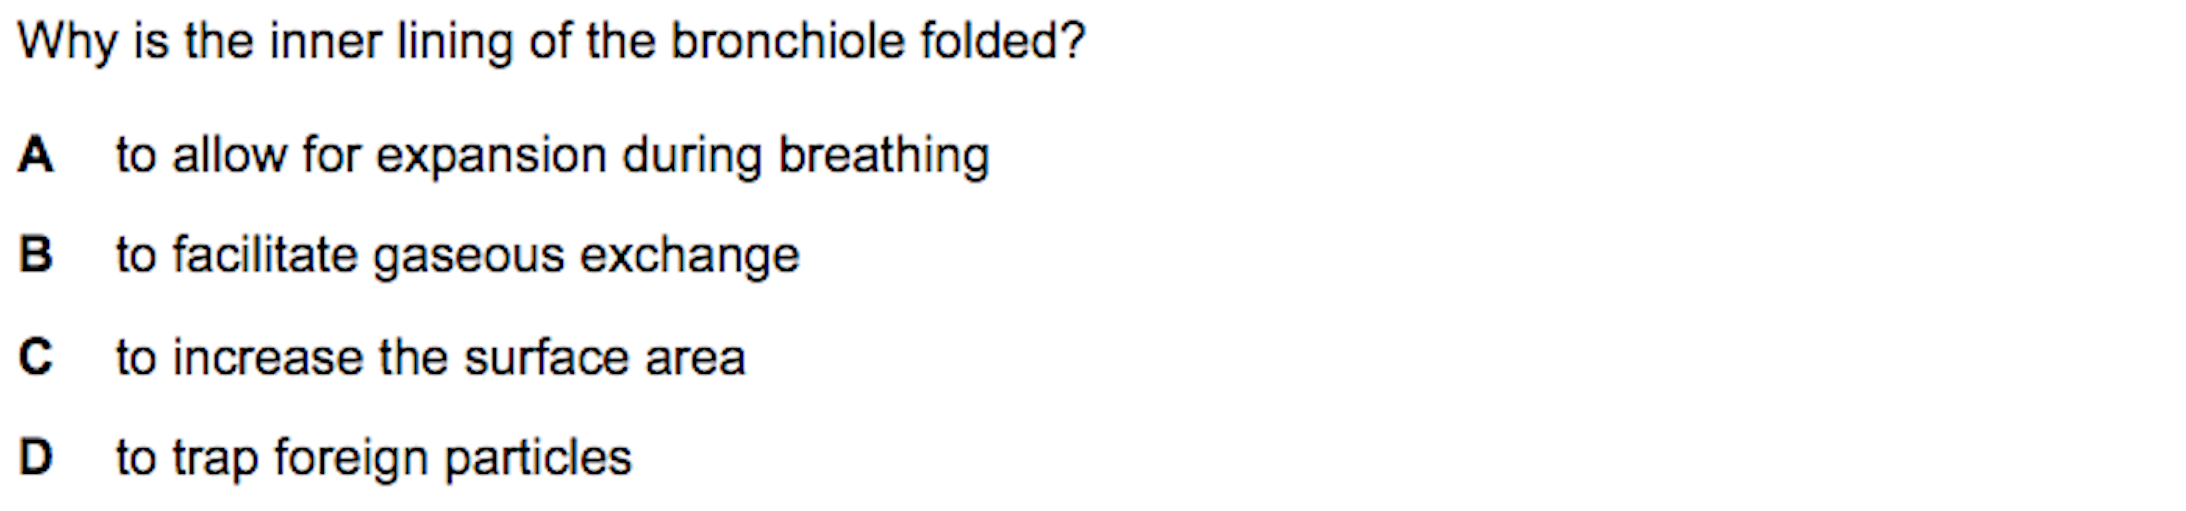 Why is the inner lining of the bronchiole folded?
A to allow for expansion during breathing
B to facilitate gaseous exchange
C to increase the surface area
D to trap foreign particles